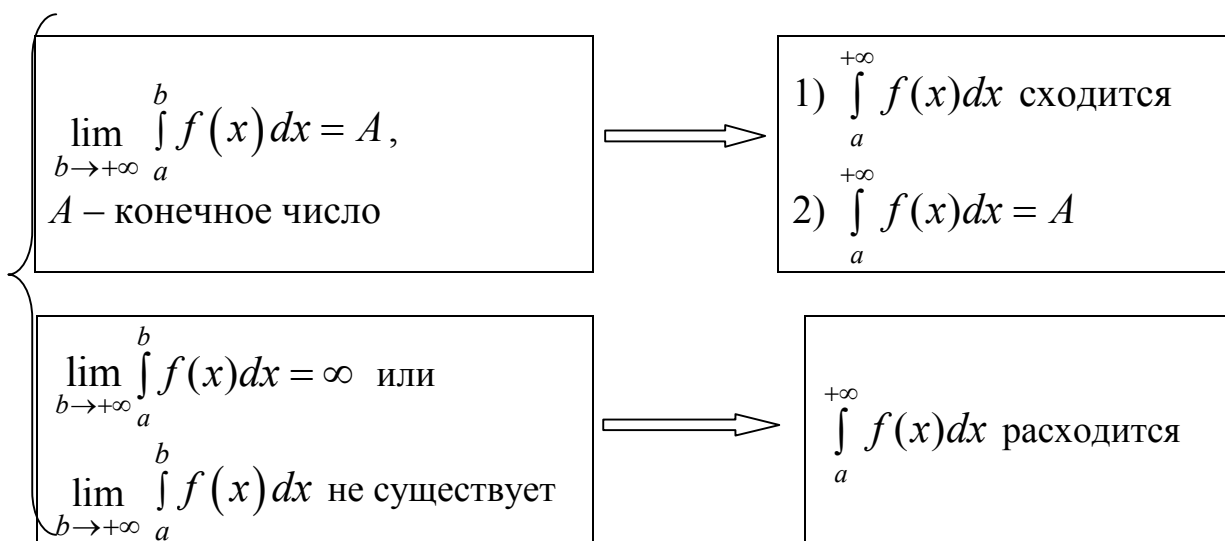 lim_{b→+∞} ∫_a^b f(x)dx = A,
A – конечное число
1) ∫_a^{+∞} f(x)dx сходится
2) ∫_a^{+∞} f(x)dx = A
lim_{b→+∞} ∫_a^b f(x)dx = ∞ или
lim_{b→+∞} ∫_a^b f(x)dx не существует
∫_a^{+∞} f(x)dx расходится